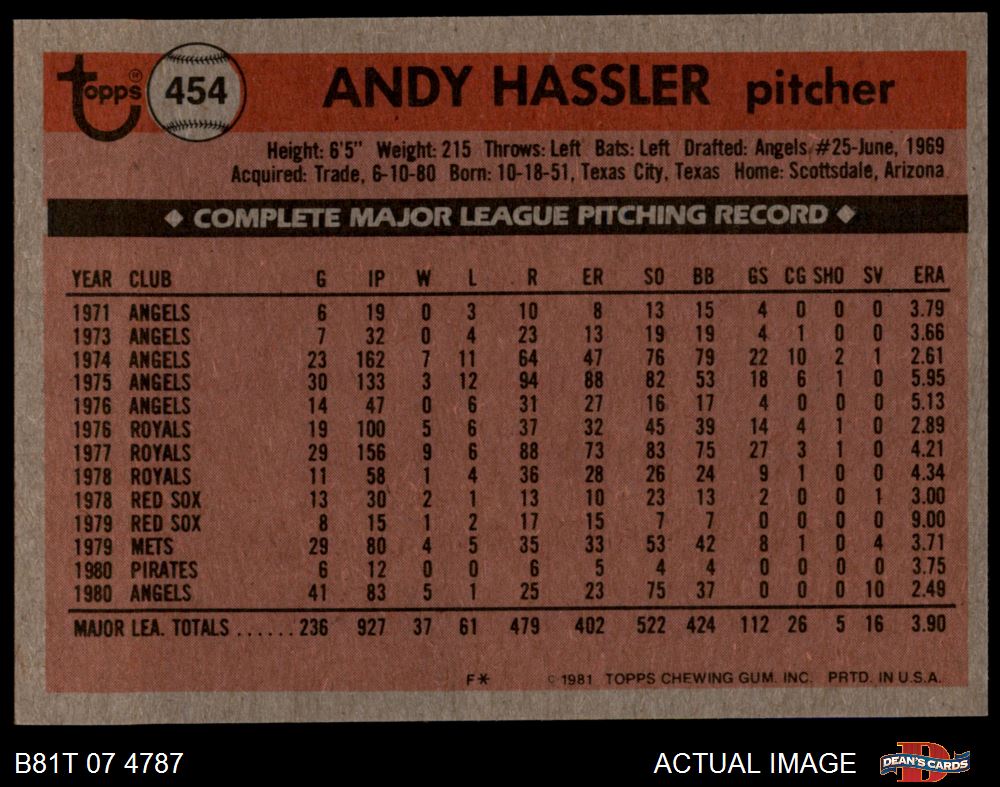 topps® 454 ANDY HASSLER pitcher
Height: 6'5" Weight: 215 Throws: Left Bats: Left Drafted: Angels #25-June, 1969
Acquired: Trade, 6-10-80 Born: 10-18-51, Texas City, Texas Home: Scottsdale, Arizona
◆ COMPLETE MAJOR LEAGUE PITCHING RECORD ◆
YEAR CLUB G IP W L R ER SO BB GS CG SHO SV ERA
1971 ANGELS 6 19 0 3 10 8 13 15 4 0 0 0 3.79
1973 ANGELS 7 32 0 4 23 13 19 19 4 1 0 0 3.66
1974 ANGELS 23 162 7 11 64 47 76 79 22 10 2 1 2.61
1975 ANGELS 30 133 3 12 94 88 82 53 18 6 1 0 5.95
1976 ANGELS 14 47 0 6 31 27 16 17 4 0 0 0 5.13
1976 ROYALS 19 100 5 6 37 32 45 39 14 4 1 0 2.89
1977 ROYALS 29 156 9 6 88 73 83 75 27 3 1 0 4.21
1978 ROYALS 11 58 1 4 36 28 26 24 9 1 0 0 4.34
1978 RED SOX 13 30 2 1 13 10 23 13 2 0 0 1 3.00
1979 RED SOX 8 15 1 2 17 15 7 7 0 0 0 0 9.00
1979 METS 29 80 4 5 35 33 53 42 8 1 0 4 3.71
1980 PIRATES 6 12 0 0 6 5 4 4 0 0 0 0 3.75
1980 ANGELS 41 83 5 1 25 23 75 37 0 0 0 10 2.49
MAJOR LEA. TOTALS ...... 236 927 37 61 479 402 522 424 112 26 5 16 3.90
F* © 1981 TOPPS CHEWING GUM. INC. PRTD. IN U.S.A.
B81T 07 4787 ACTUAL IMAGE D DEAN'S CARDS